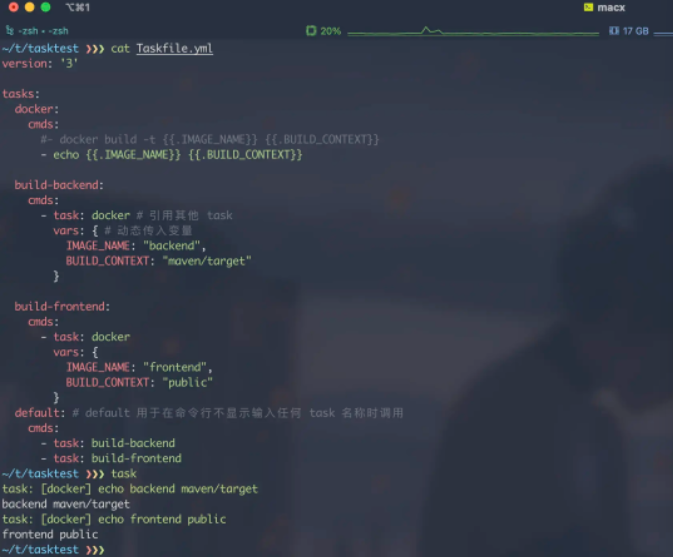 ⌥⌘1
macx
-zsh • -zsh
20%
17 GB
~/t/tasktest ❯❯❯ cat Taskfile.yml
version: '3'

tasks:
  docker:
    cmds:
      #- docker build -t {{.IMAGE_NAME}} {{.BUILD_CONTEXT}}
      - echo {{.IMAGE_NAME}} {{.BUILD_CONTEXT}}

  build-backend:
    cmds:
      - task: docker # 引用其他 task
        vars: { # 动态传入变量
          IMAGE_NAME: "backend",
          BUILD_CONTEXT: "maven/target"
        }

  build-frontend:
    cmds:
      - task: docker
        vars: {
          IMAGE_NAME: "frontend",
          BUILD_CONTEXT: "public"
        }
  default: # default 用于在命令行不显示输入任何 task 名称时调用
    cmds:
      - task: build-backend
      - task: build-frontend
~/t/tasktest ❯❯❯ task
task: [docker] echo backend maven/target
backend maven/target
task: [docker] echo frontend public
frontend public
~/t/tasktest ❯❯❯